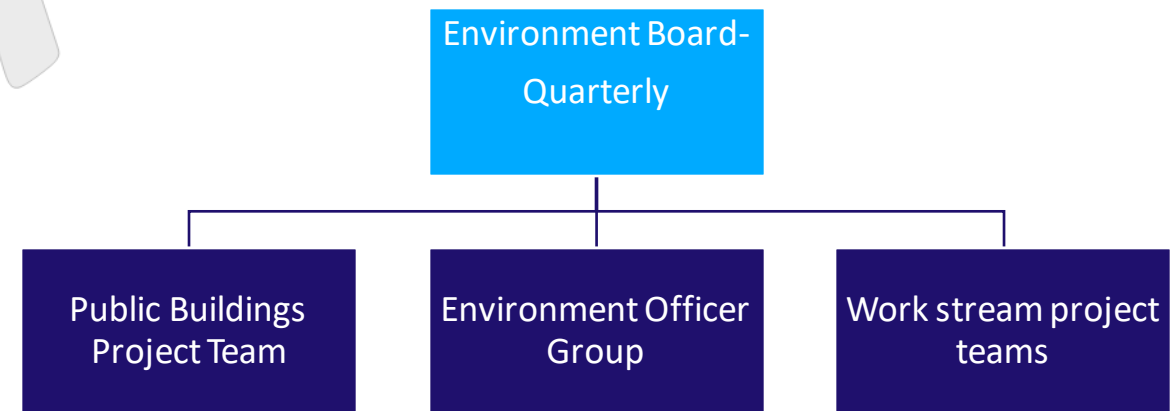 Environment Board-
Quarterly
Public Buildings
Project Team
Environment Officer
Group
Work stream project
teams